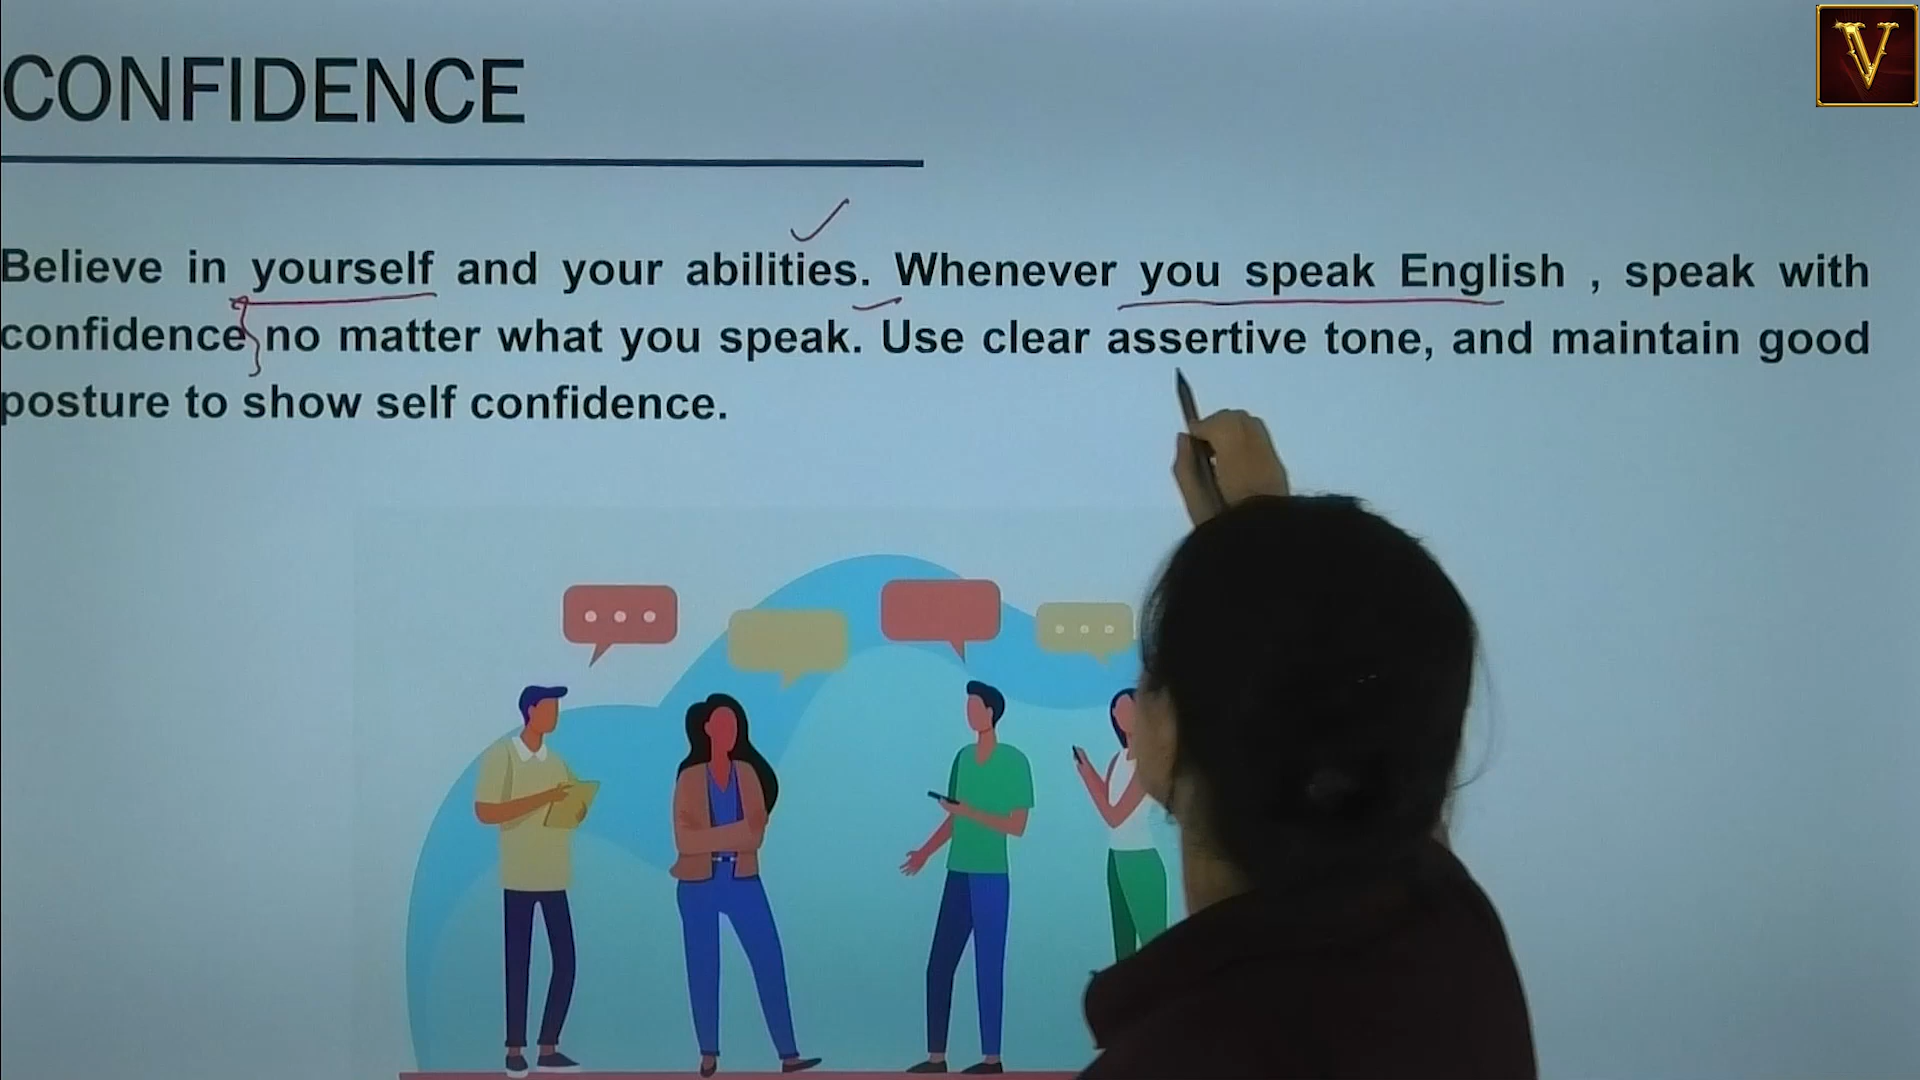 V
CONFIDENCE
Believe in yourself and your abilities. Whenever you speak English , speak with
confidence no matter what you speak. Use clear assertive tone, and maintain good
posture to show self confidence.